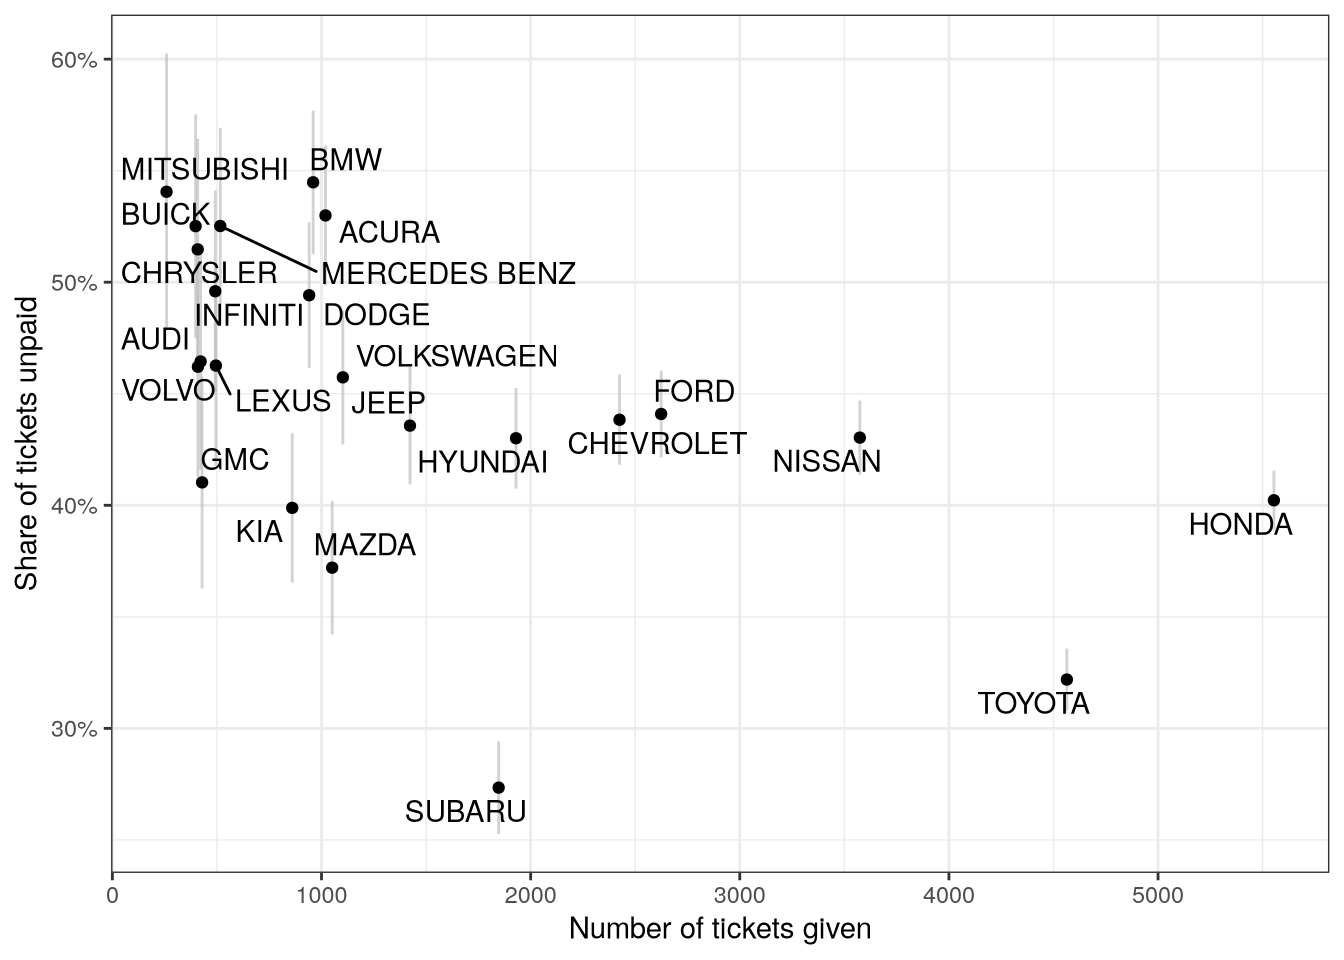 60%
50%
40%
30%
Share of tickets unpaid
MITSUBISHI
BMW
BUICK
ACURA
CHRYSLER
MERCEDES BENZ
INFINITI
DODGE
AUDI
VOLKSWAGEN
VOLVO
LEXUS
JEEP
FORD
CHEVROLET
GMC
HYUNDAI
NISSAN
KIA
MAZDA
HONDA
TOYOTA
SUBARU
0
1000
2000
3000
4000
5000
Number of tickets given